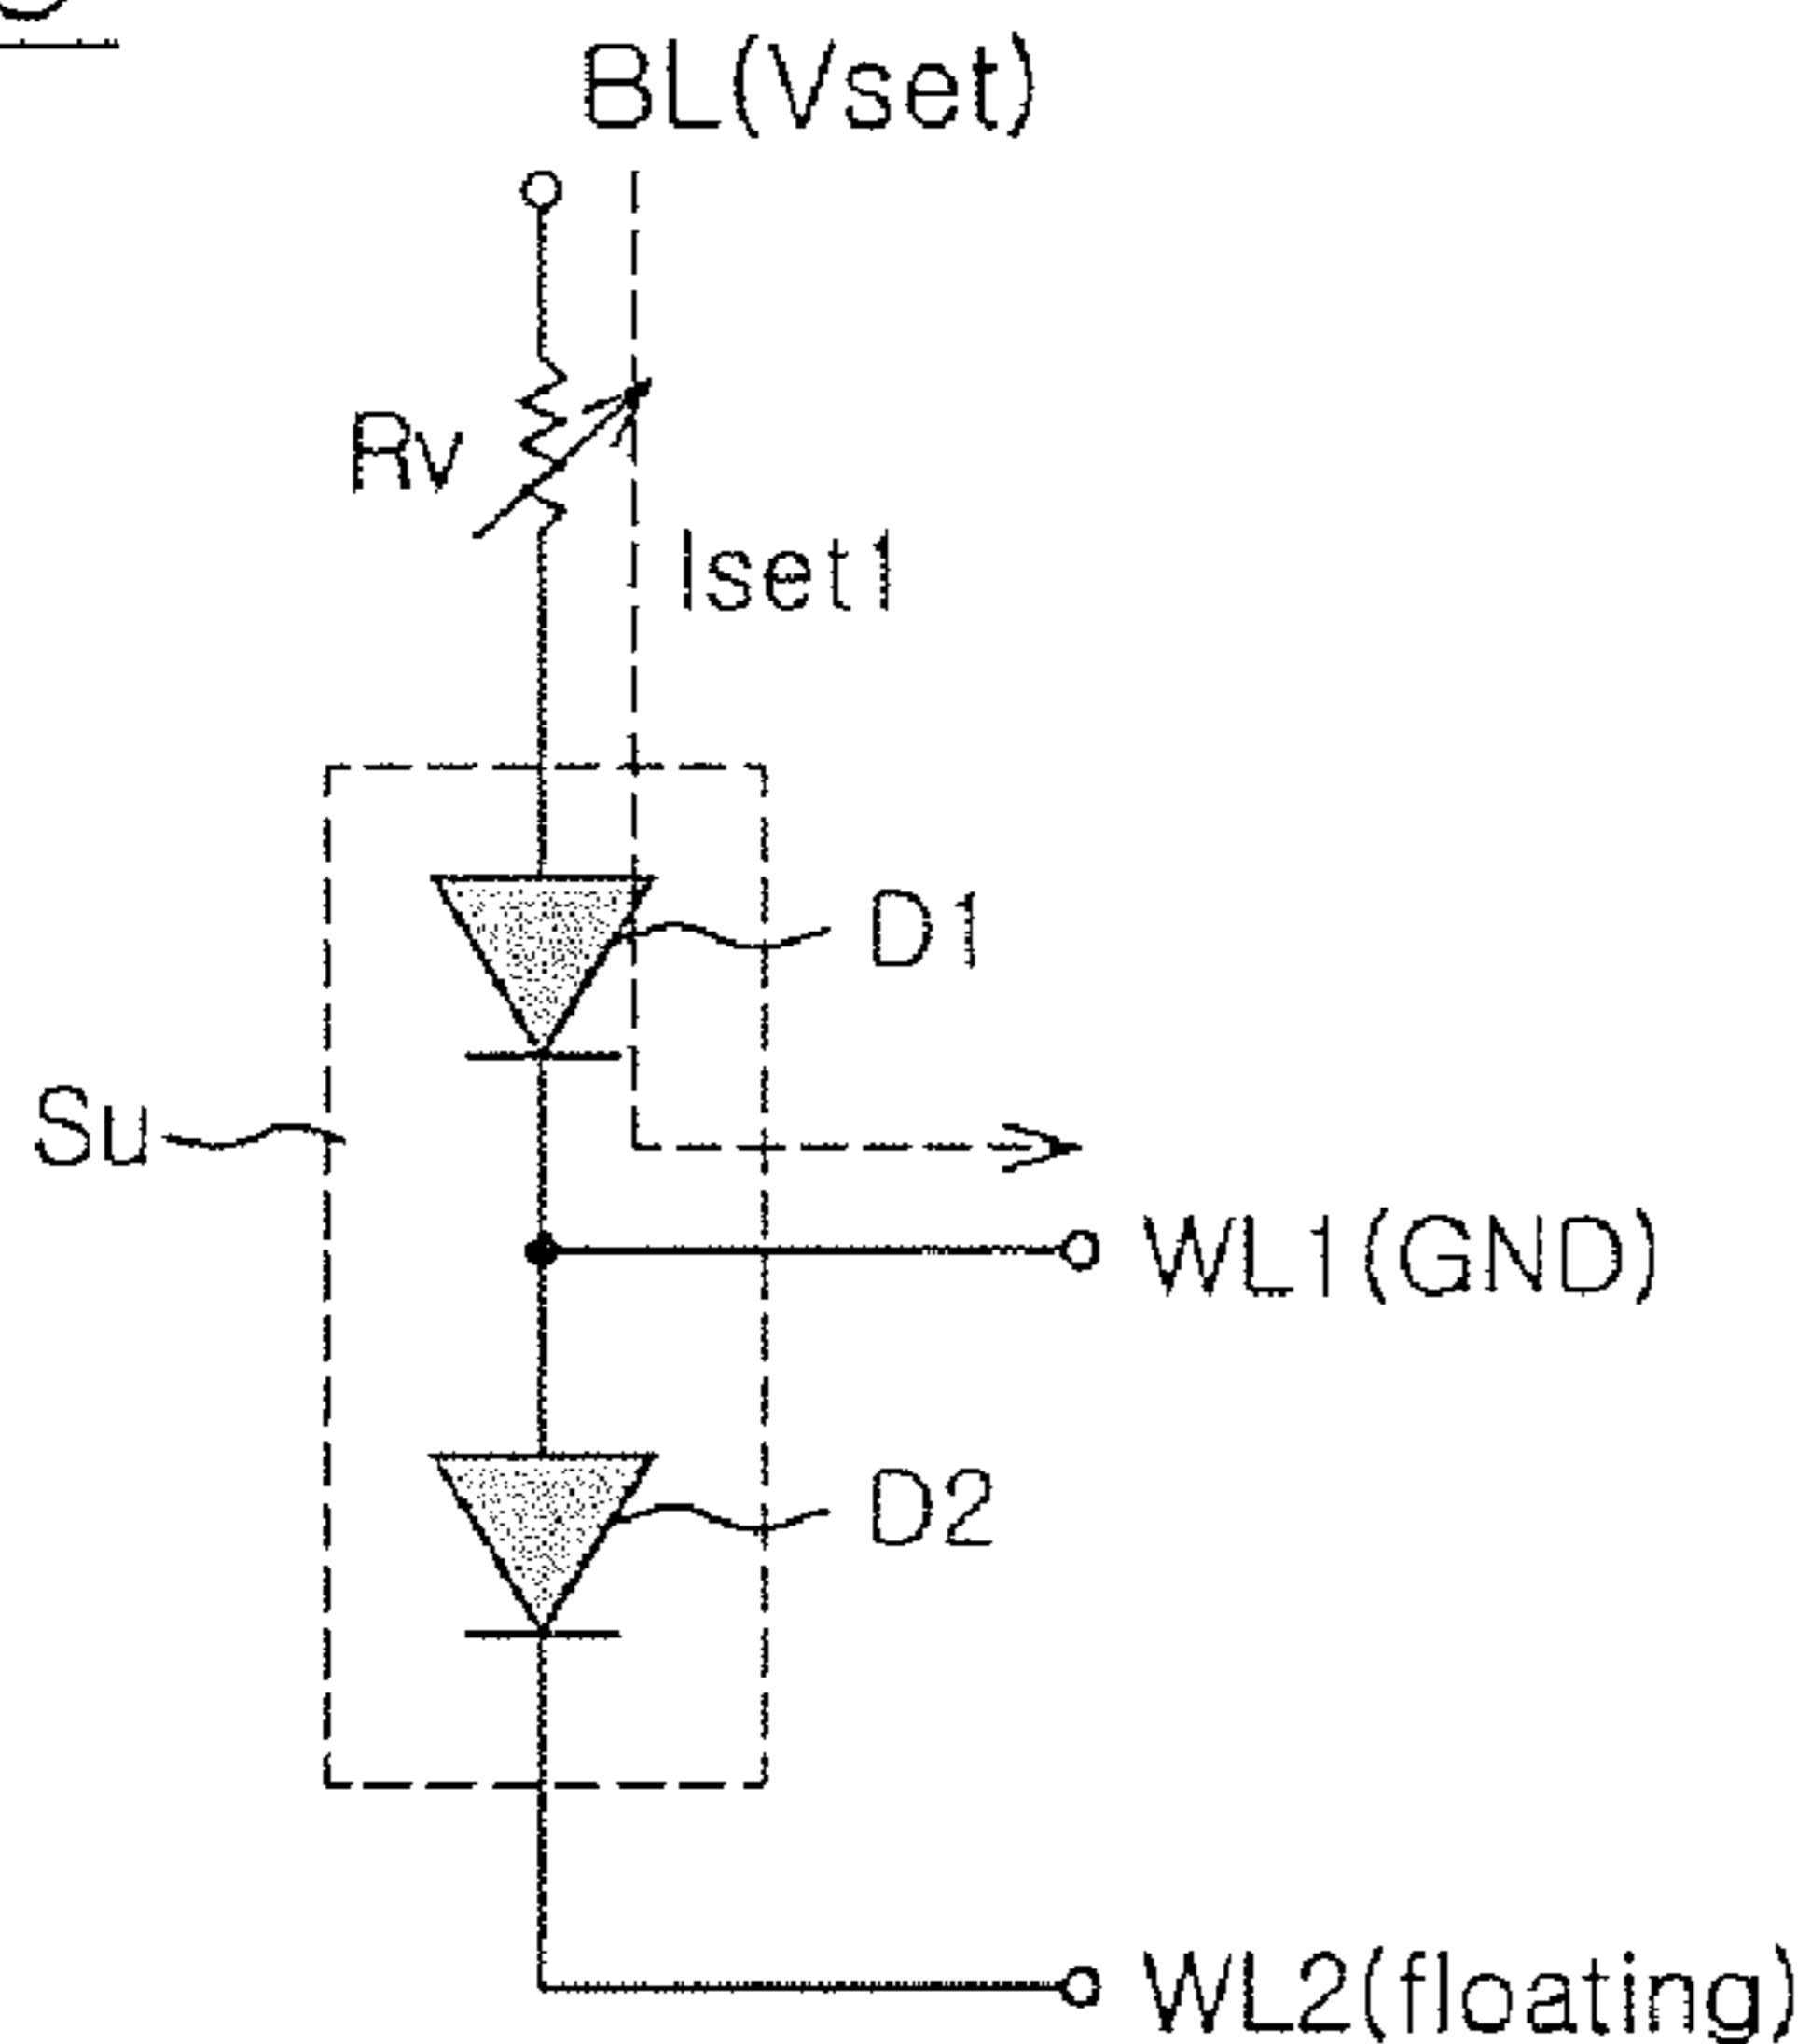 BL(Vset)
Rv
Iset1
D1
Su
WL1(GND)
D2
WL2(floating)